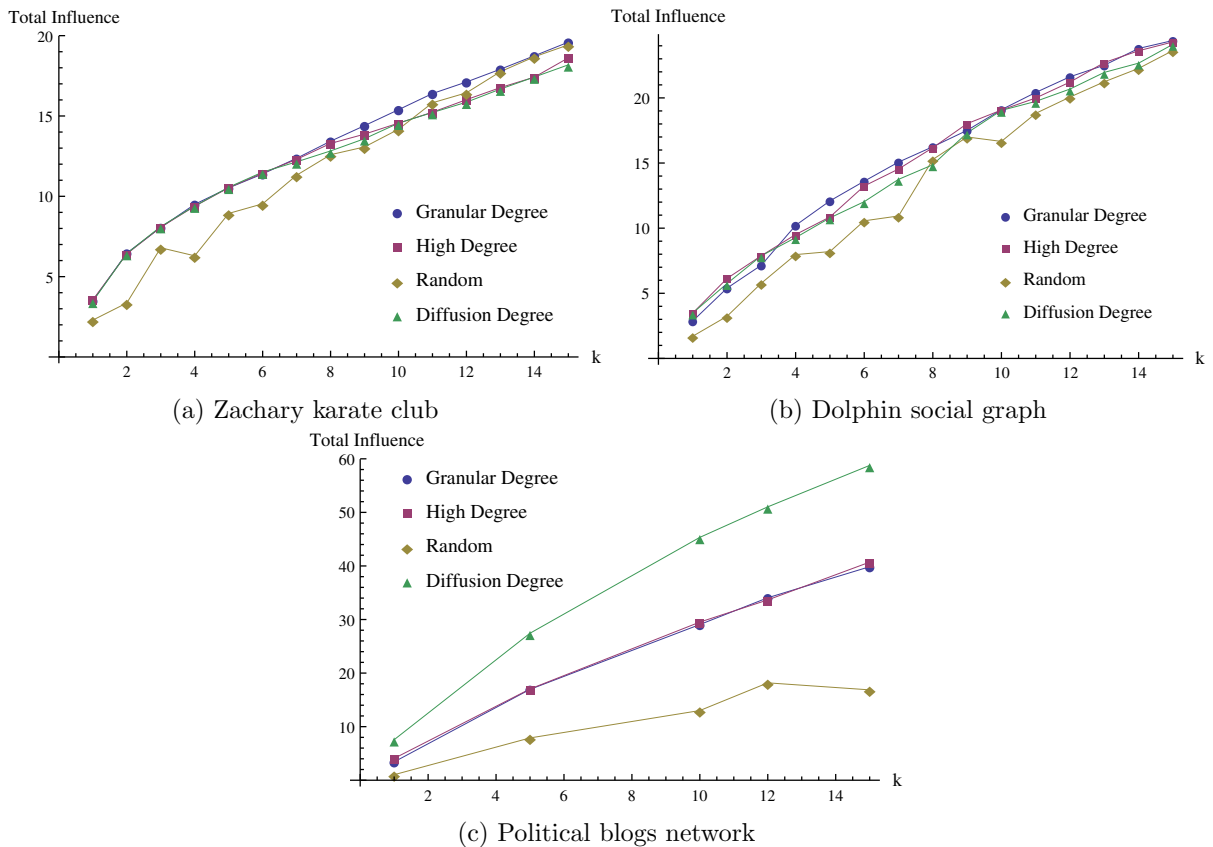 Total Influence
20
15
10
5
2 4 6 8 10 12 14
k
Granular Degree
High Degree
Random
Diffusion Degree
(a) Zachary karate club
Total Influence
20
15
10
5
2 4 6 8 10 12 14
k
Granular Degree
High Degree
Random
Diffusion Degree
(b) Dolphin social graph
Total Influence
60
50
40
30
20
10
2 4 6 8 10 12 14
k
Granular Degree
High Degree
Random
Diffusion Degree
(c) Political blogs network